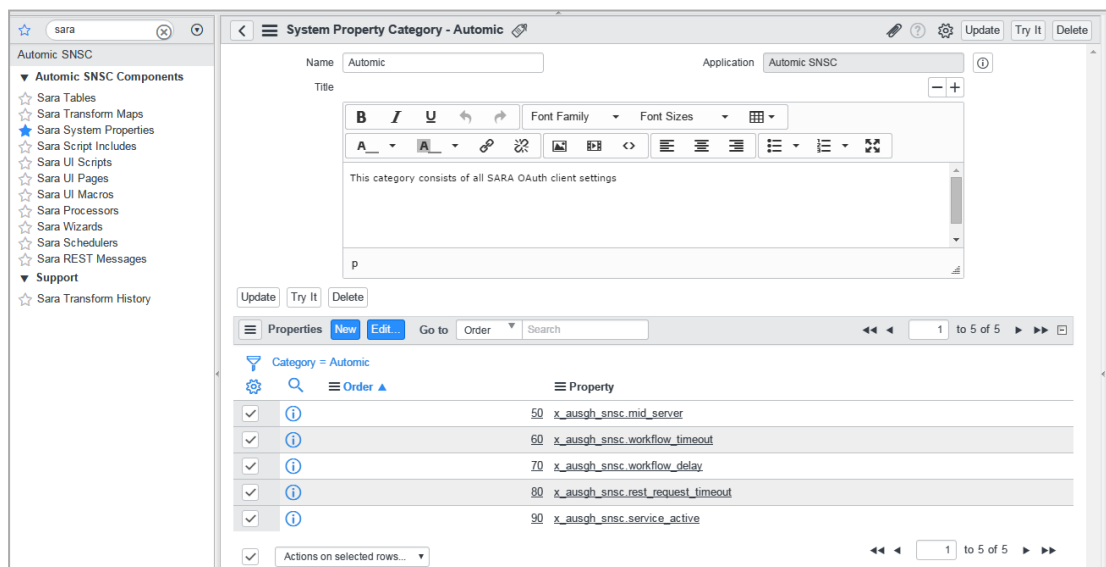 sara
System Property Category - Automic
Update Try It Delete
Automic SNSC
Automic SNSC Components
Sara Tables
Sara Transform Maps
Sara System Properties
Sara Script Includes
Sara UI Scripts
Sara UI Pages
Sara UI Macros
Sara Processors
Sara Wizards
Sara Schedulers
Sara REST Messages
Support
Sara Transform History
Name Automic
Application Automic SNSC
Title
B I U Font Family Font Sizes
A A
This category consists of all SARA OAuth client settings
p
Update Try It Delete
Properties New Edit... Go to Order Search 1 to 5 of 5
Category = Automic
Order Property
50 x_ausgh_snsc.mid_server
60 x_ausgh_snsc.workflow_timeout
70 x_ausgh_snsc.workflow_delay
80 x_ausgh_snsc.rest_request_timeout
90 x_ausgh_snsc.service_active
Actions on selected rows... 1 to 5 of 5